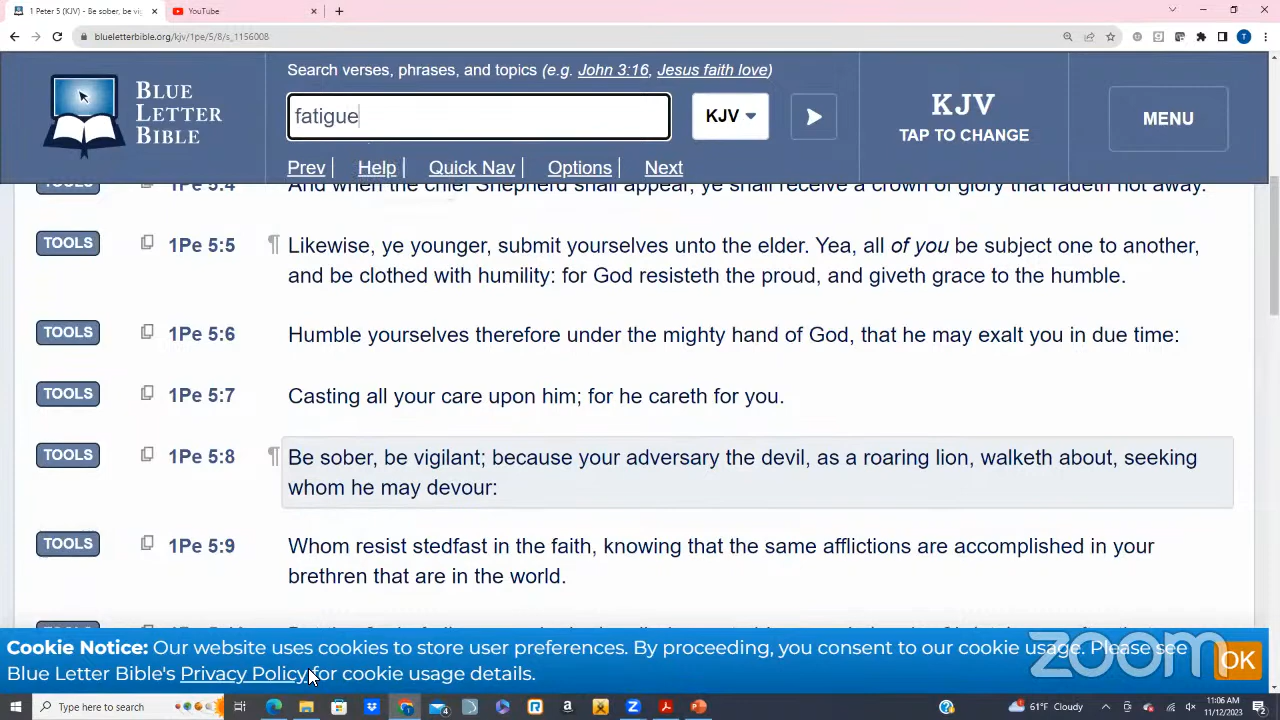 1 Peter 5 (KJV) - Be sober, be vi
YouTube
blueletterbible.org/kjv/1pe/5/8/s_1156008
Search verses, phrases, and topics (e.g. John 3:16, Jesus faith love)
BLUE
LETTER
BIBLE
fatigue
KJV
KJV
TAP TO CHANGE
MENU
Prev | Help | Quick Nav | Options | Next
TOOLS 1Pe 5:4 And when the chief Shepherd shall appear, ye shall receive a crown of glory that fadeth not away.
TOOLS 1Pe 5:5 ¶ Likewise, ye younger, submit yourselves unto the elder. Yea, all of you be subject one to another,
and be clothed with humility: for God resisteth the proud, and giveth grace to the humble.
TOOLS 1Pe 5:6 Humble yourselves therefore under the mighty hand of God, that he may exalt you in due time:
TOOLS 1Pe 5:7 Casting all your care upon him; for he careth for you.
TOOLS 1Pe 5:8 ¶ Be sober, be vigilant; because your adversary the devil, as a roaring lion, walketh about, seeking
whom he may devour:
TOOLS 1Pe 5:9 Whom resist stedfast in the faith, knowing that the same afflictions are accomplished in your
brethren that are in the world.
Cookie Notice: Our website uses cookies to store user preferences. By proceeding, you consent to our cookie usage. Please see
Blue Letter Bible's Privacy Policy for cookie usage details.
OK
zoom
Type here to search
61°F Cloudy
11:06 AM
11/12/2023